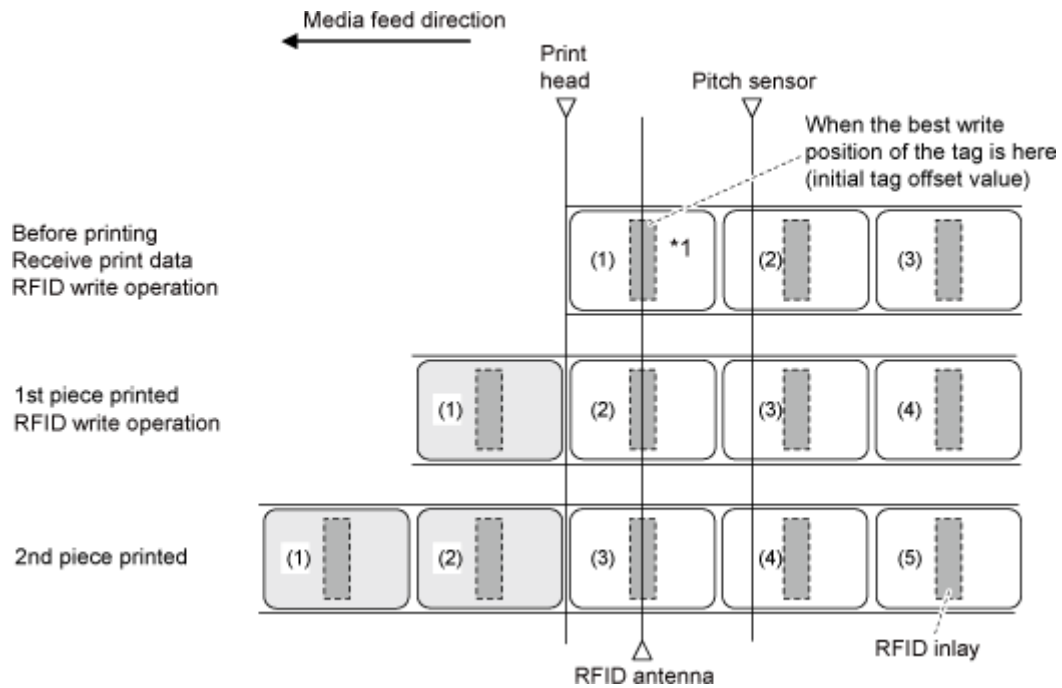 Media feed direction
Print
head
Pitch sensor
When the best write
position of the tag is here
(initial tag offset value)
Before printing
Receive print data
RFID write operation
(1) *1 (2) (3)
1st piece printed
RFID write operation
(1) (2) (3) (4)
2nd piece printed
(1) (2) (3) (4) (5)
RFID inlay
RFID antenna